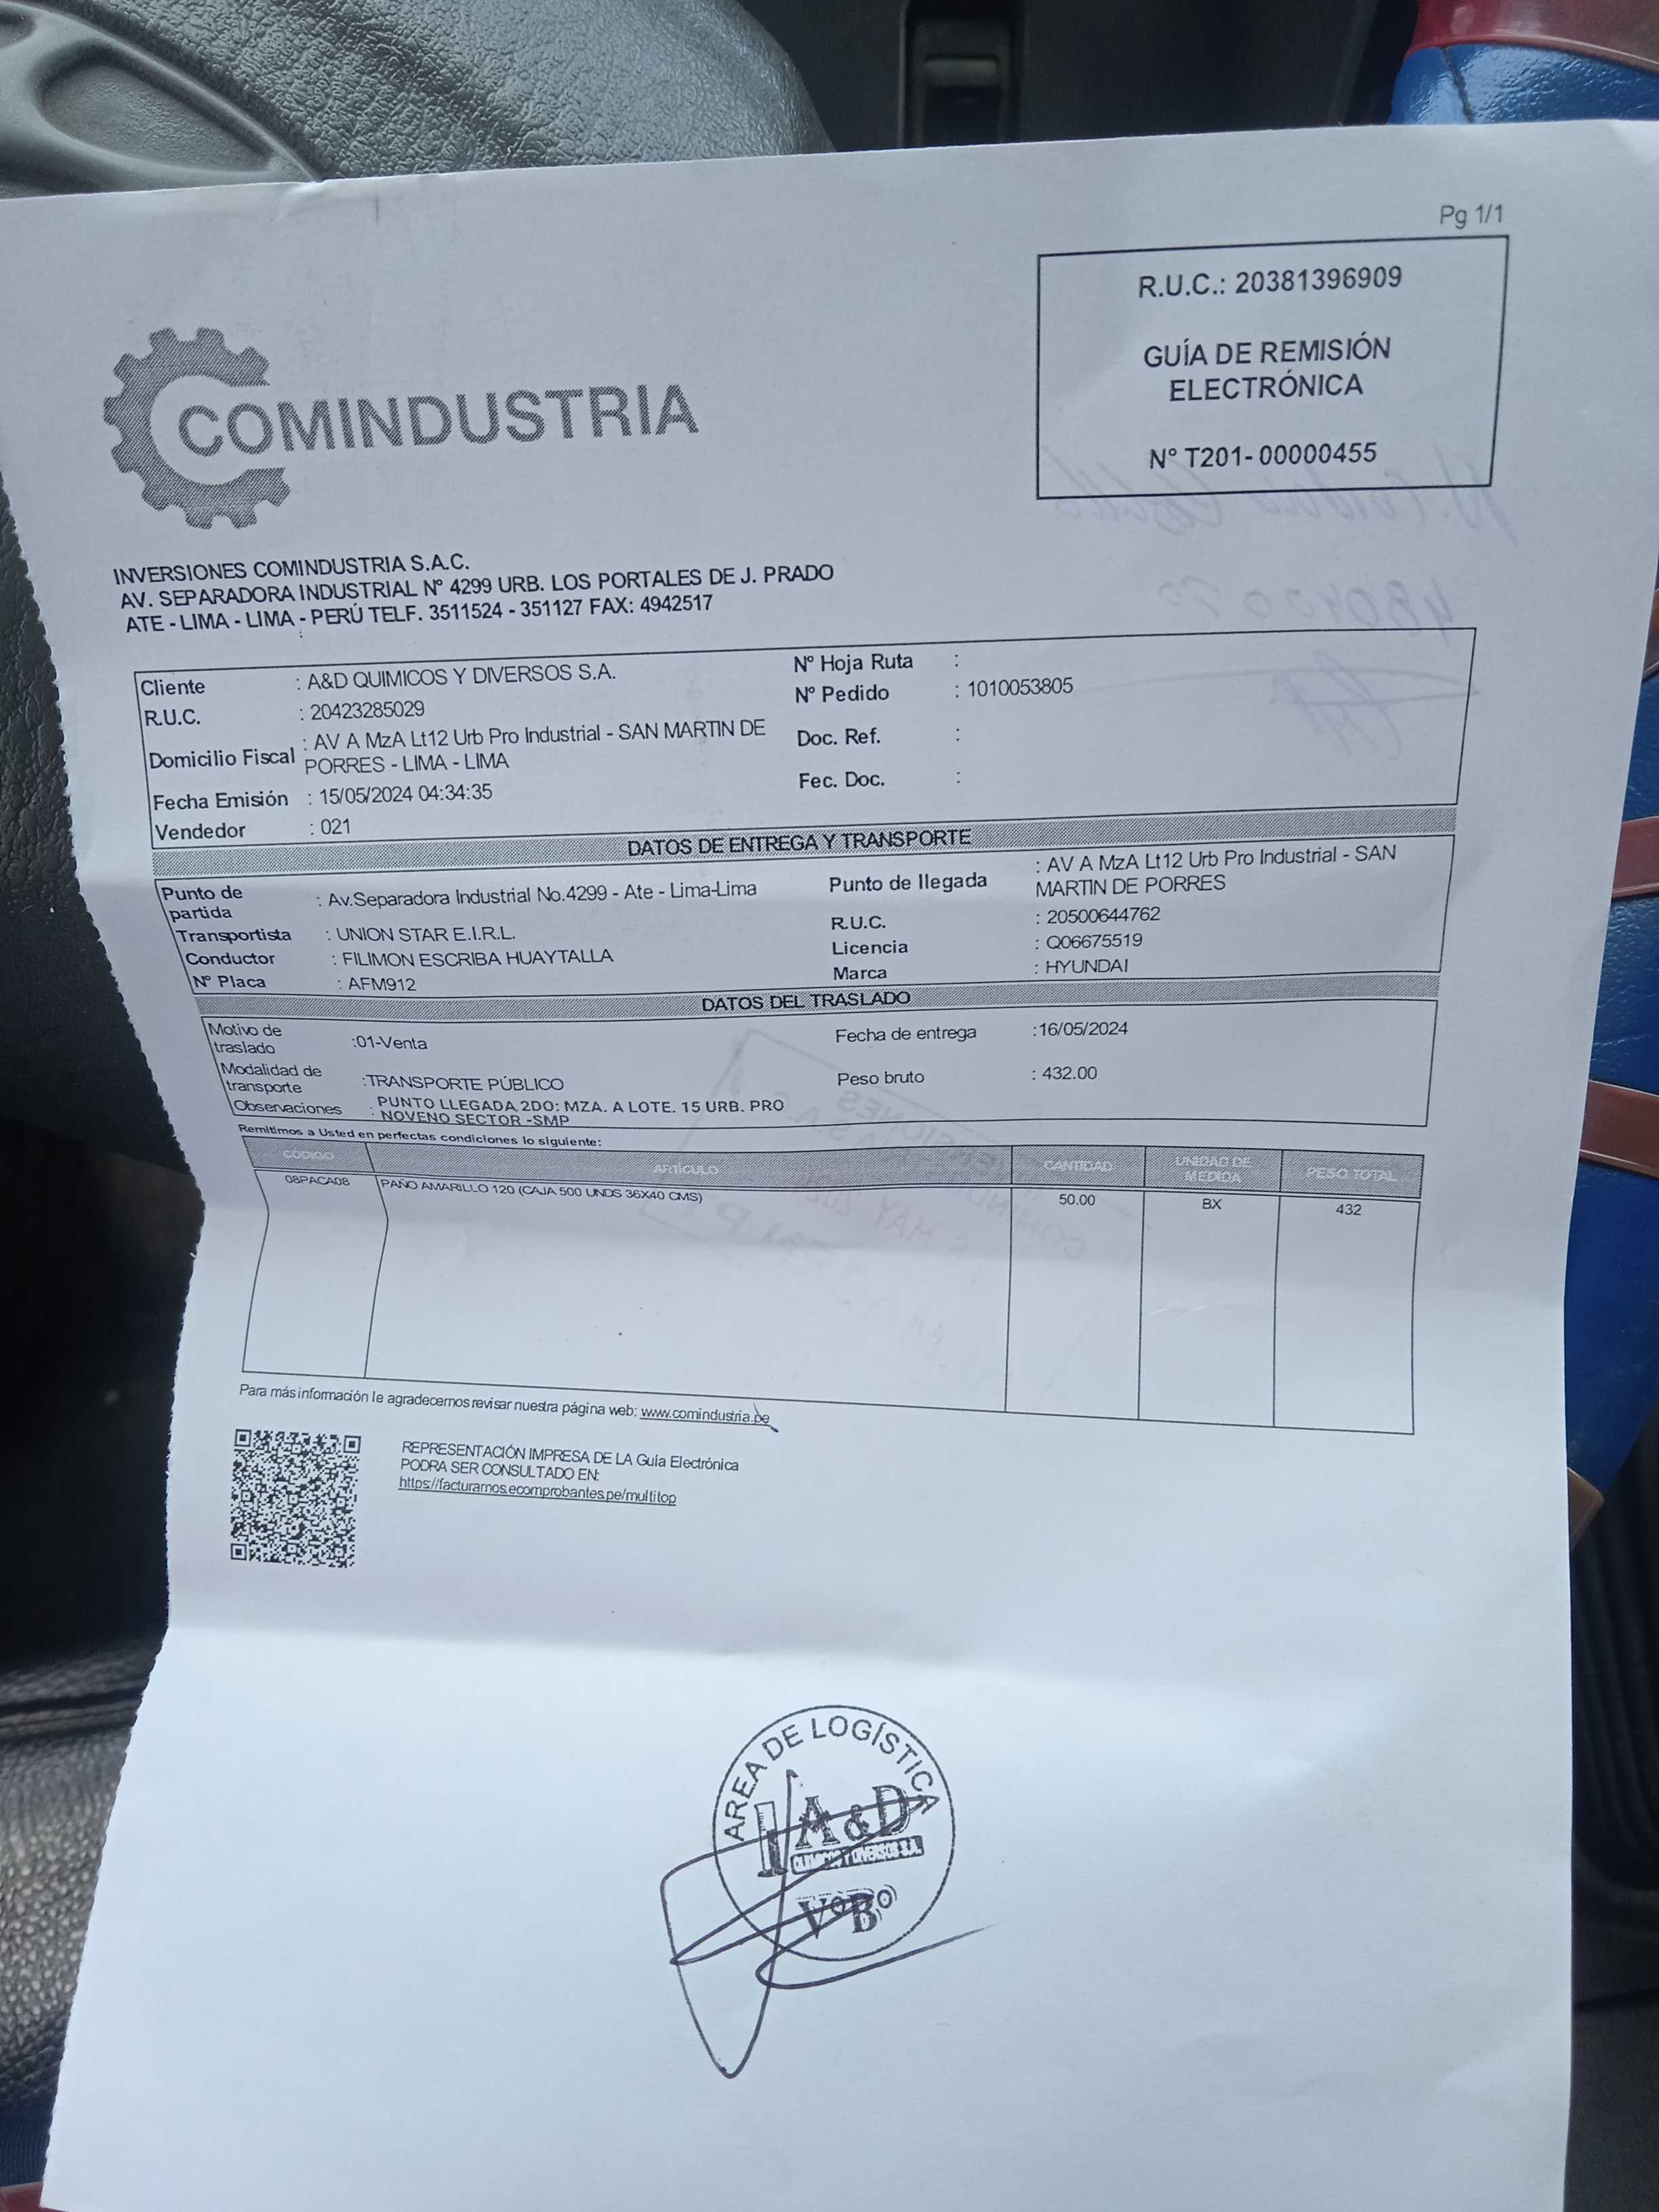 Pg 1/1
R.U.C.: 20381396909
GUÍA DE REMISIÓN
ELECTRÓNICA
N° T201- 00000455
COMINDUSTRIA
INVERSIONES COMINDUSTRIA S.A.C.
AV. SEPARADORA INDUSTRIAL N° 4299 URB. LOS PORTALES DE J. PRADO
ATE - LIMA - LIMA - PERÚ TELF. 3511524 - 351127 FAX: 4942517
Cliente : A&D QUIMICOS Y DIVERSOS S.A.
R.U.C. : 20423285029
Domicilio Fiscal : AV A MzA Lt12 Urb Pro Industrial - SAN MARTIN DE
PORRES - LIMA - LIMA
Fecha Emisión : 15/05/2024 04:34:35
Vendedor : 021
N° Hoja Ruta :
N° Pedido : 1010053805
Doc. Ref. :
Fec. Doc. :
DATOS DE ENTREGA Y TRANSPORTE
Punto de
partida : Av.Separadora Industrial No.4299 - Ate - Lima-Lima
Transportista : UNION STAR E.I.R.L.
Conductor : FILIMON ESCRIBA HUAYTALLA
N° Placa : AFM912
Punto de llegada : AV A MzA Lt12 Urb Pro Industrial - SAN
MARTIN DE PORRES
R.U.C. : 20500644762
Licencia : Q06675519
Marca : HYUNDAI
DATOS DEL TRASLADO
Motivo de
traslado :01-Venta
Modalidad de
transporte :TRANSPORTE PÚBLICO
Observaciones : PUNTO LLEGADA 2DO: MZA. A LOTE. 15 URB. PRO
NOVENO SECTOR -SMP
Fecha de entrega :16/05/2024
Peso bruto : 432.00
Remitimos a Usted en perfectas condiciones lo siguiente:
CÓDIGO ARTÍCULO CANTIDAD UNIDAD DE MEDIDA PESO TOTAL
08PACA08 PAÑO AMARILLO 120 (CAJA 500 UNDS 36X40 CMS) 50.00 BX 432
Para más información le agradecemos revisar nuestra página web: www.comindustria.pe
REPRESENTACIÓN IMPRESA DE LA Guía Electrónica
PODRA SER CONSULTADO EN:
https://facturamos.ecomprobantes.pe/multitop
AREA DE LOGÍSTICA
A&D
QUIMICOS Y DIVERSOS S.A.
V°B°